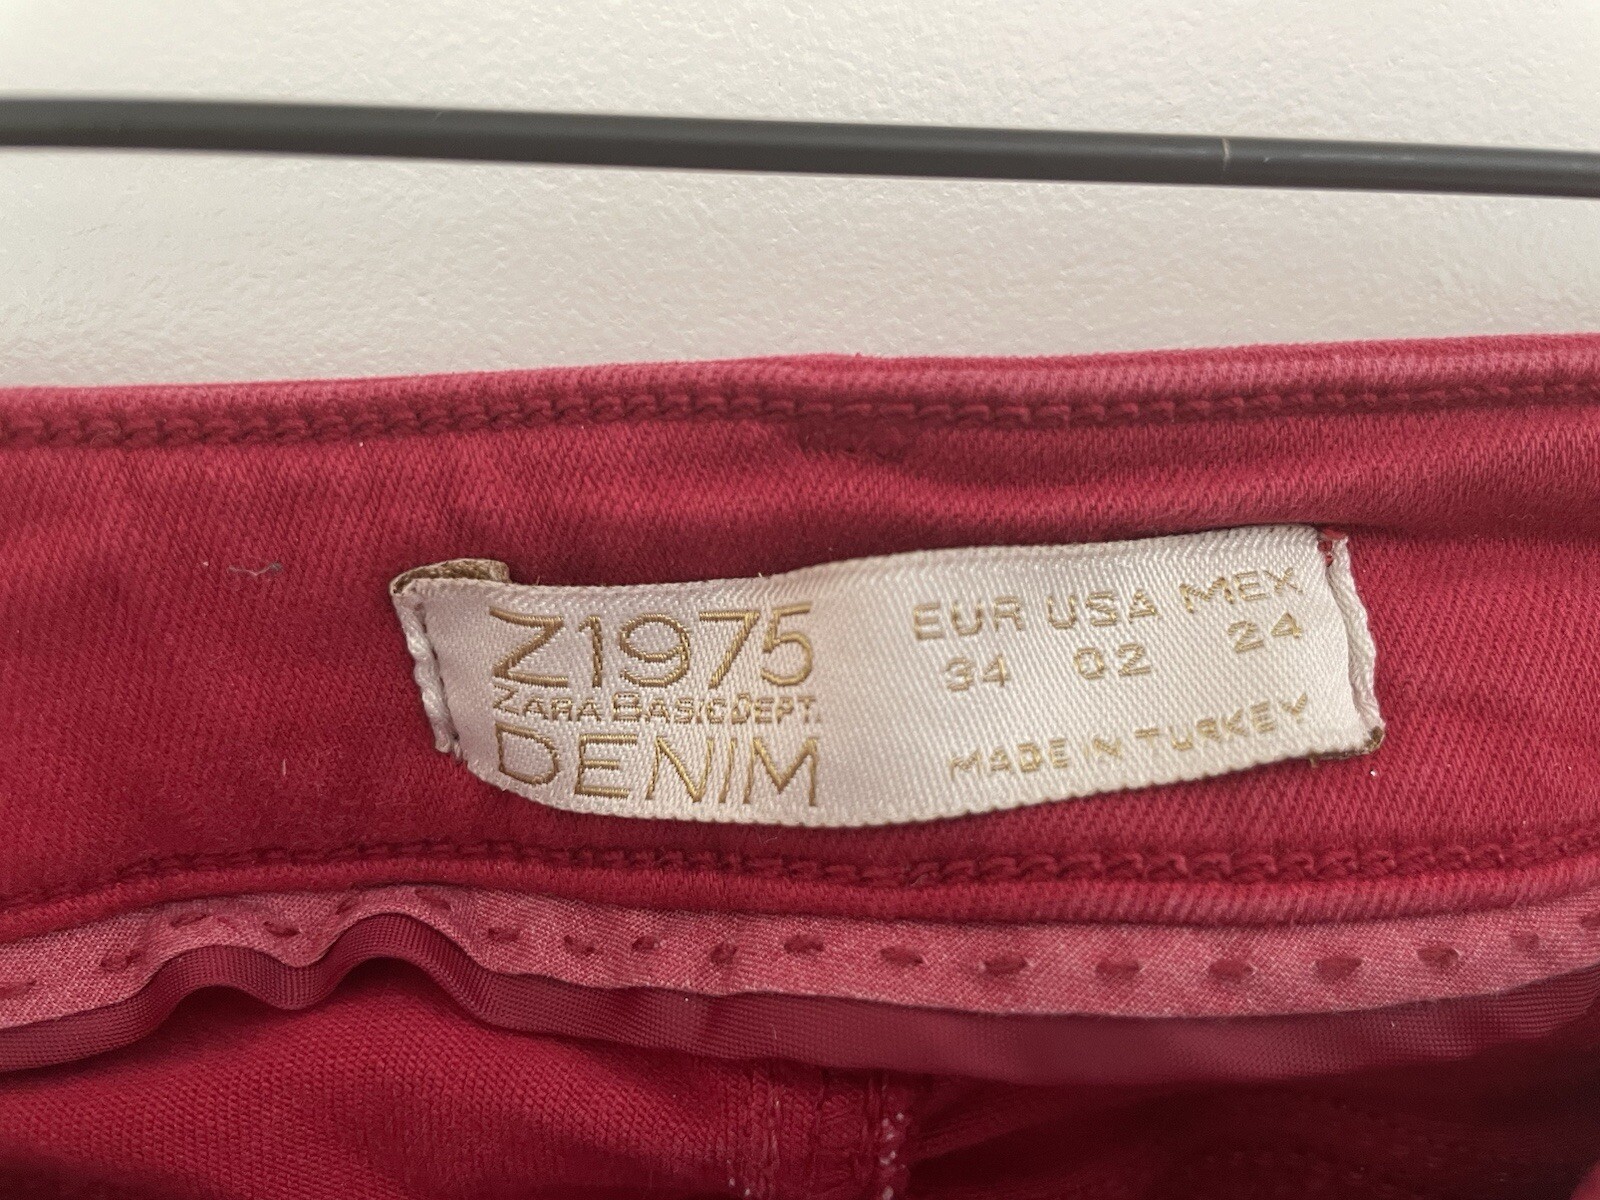 Z1975
ZARA BASIC DEPT.
DENIM
EUR USA MEX
34 02 24
MADE IN TURKEY